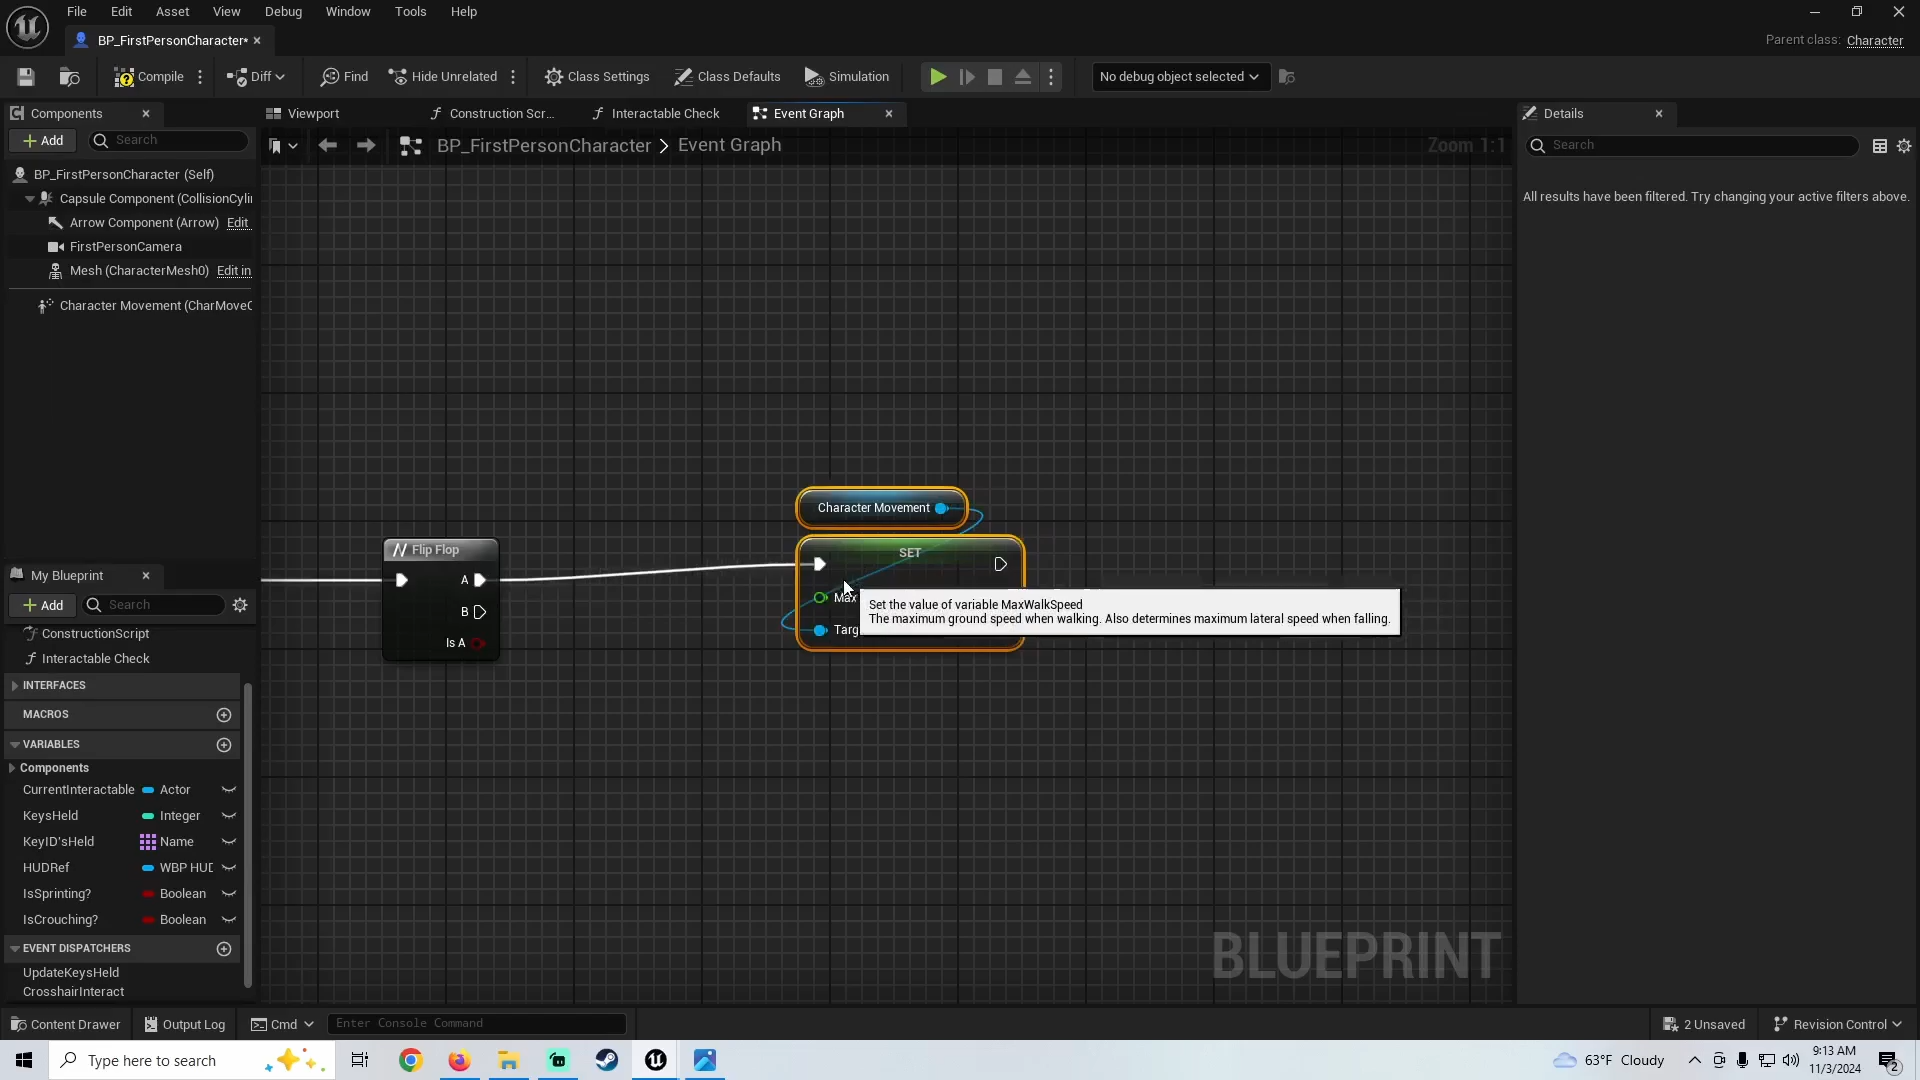 File Edit Asset View Debug Window Tools Help
BP_FirstPersonCharacter*
Parent class: Character
Compile Diff Find Hide Unrelated Class Settings Class Defaults Simulation No debug object selected
Components
Viewport Construction Scr... Interactable Check Event Graph
Details
Add Search
BP_FirstPersonCharacter > Event Graph
Zoom 1:1
Search
BP_FirstPersonCharacter (Self)
Capsule Component (CollisionCylin
Arrow Component (Arrow) Edit
FirstPersonCamera
Mesh (CharacterMesh0) Edit in
Character Movement (CharMoveC
All results have been filtered. Try changing your active filters above.
Character Movement
Flip Flop
A
B
Is A
SET
Max
Targ
Set the value of variable MaxWalkSpeed
The maximum ground speed when walking. Also determines maximum lateral speed when falling.
My Blueprint
Add Search
ConstructionScript
Interactable Check
INTERFACES
MACROS
VARIABLES
Components
CurrentInteractable Actor
KeysHeld Integer
KeyID'sHeld Name
HUDRef WBP HUD
IsSprinting? Boolean
IsCrouching? Boolean
EVENT DISPATCHERS
UpdateKeysHeld
CrosshairInteract
BLUEPRINT
Content Drawer Output Log Cmd Enter Console Command 2 Unsaved Revision Control
Type here to search
63°F Cloudy
9:13 AM
11/3/2024
2